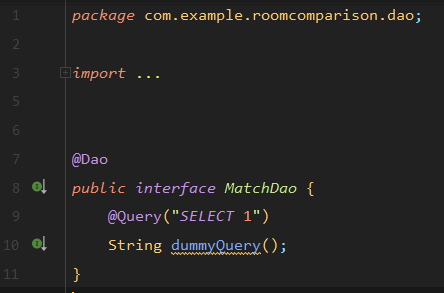 1 package com.example.roomcomparison.dao;
2
3 import ...
5
6
7 @Dao
8 public interface MatchDao {
9 @Query("SELECT 1")
10 String dummyQuery();
11 }